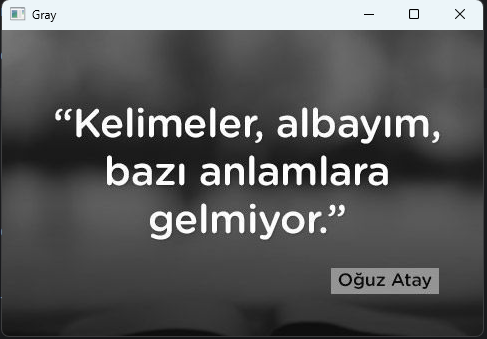 Gray
“Kelimeler, albayım,
bazı anlamlara
gelmiyor.”
Oğuz Atay